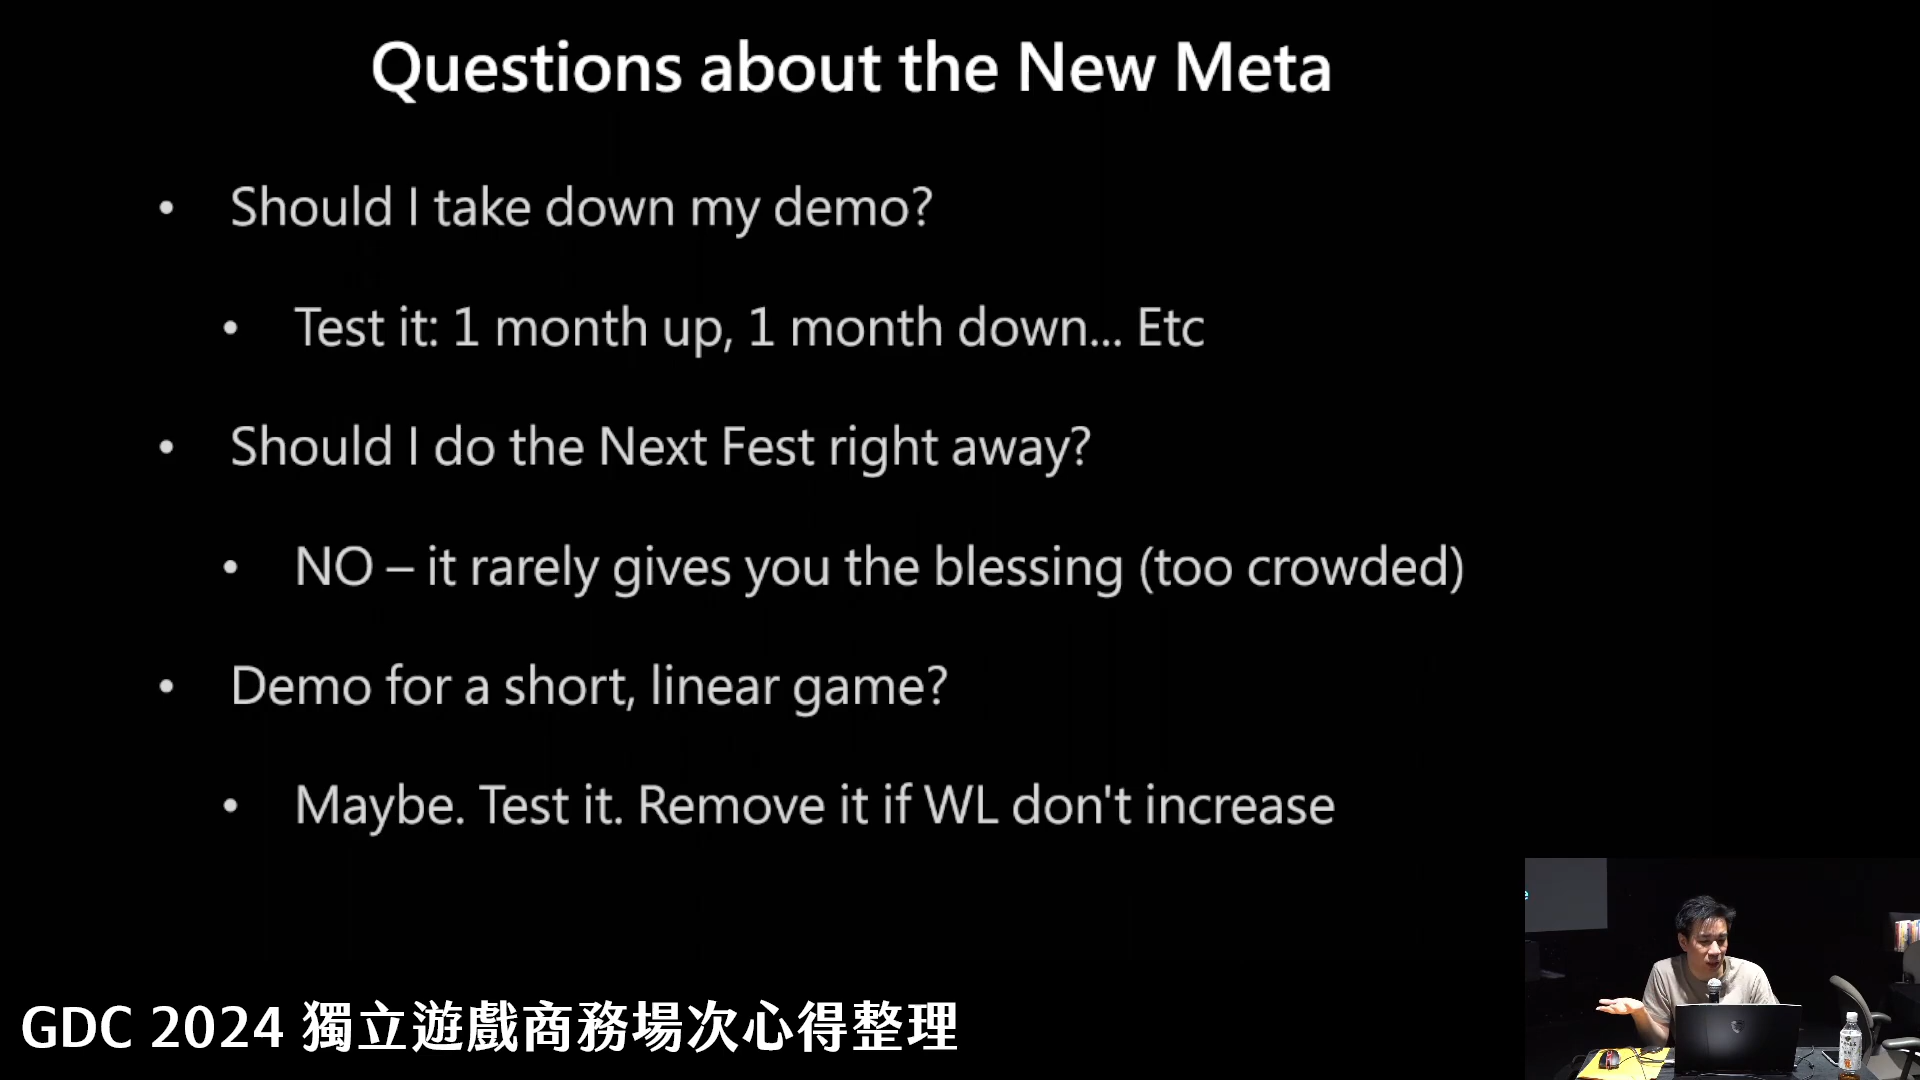 Questions about the New Meta
• Should I take down my demo?
• Test it: 1 month up, 1 month down... Etc
• Should I do the Next Fest right away?
• NO – it rarely gives you the blessing (too crowded)
• Demo for a short, linear game?
• Maybe. Test it. Remove it if WL don't increase
GDC 2024 獨立遊戲商務場次心得整理